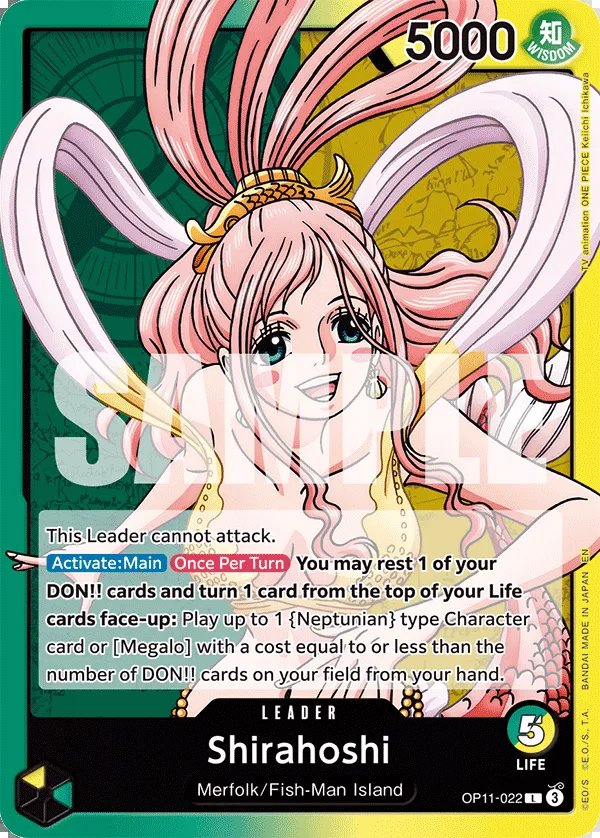 5000
知
WISDOM
TV animation ONE PIECE Keiichi Ichikawa
SAMPLE
This Leader cannot attack.
Activate:Main Once Per Turn You may rest 1 of your
DON!! cards and turn 1 card from the top of your Life
cards face-up: Play up to 1 {Neptunian} type Character
card or [Megalo] with a cost equal to or less than the
number of DON!! cards on your field from your hand.
LEADER
Shirahoshi
Merfolk/Fish-Man Island
5
LIFE
OP11-022 L 3
©E.O/S ©E.O./S., T.A. BANDAI MADE IN JAPAN EN